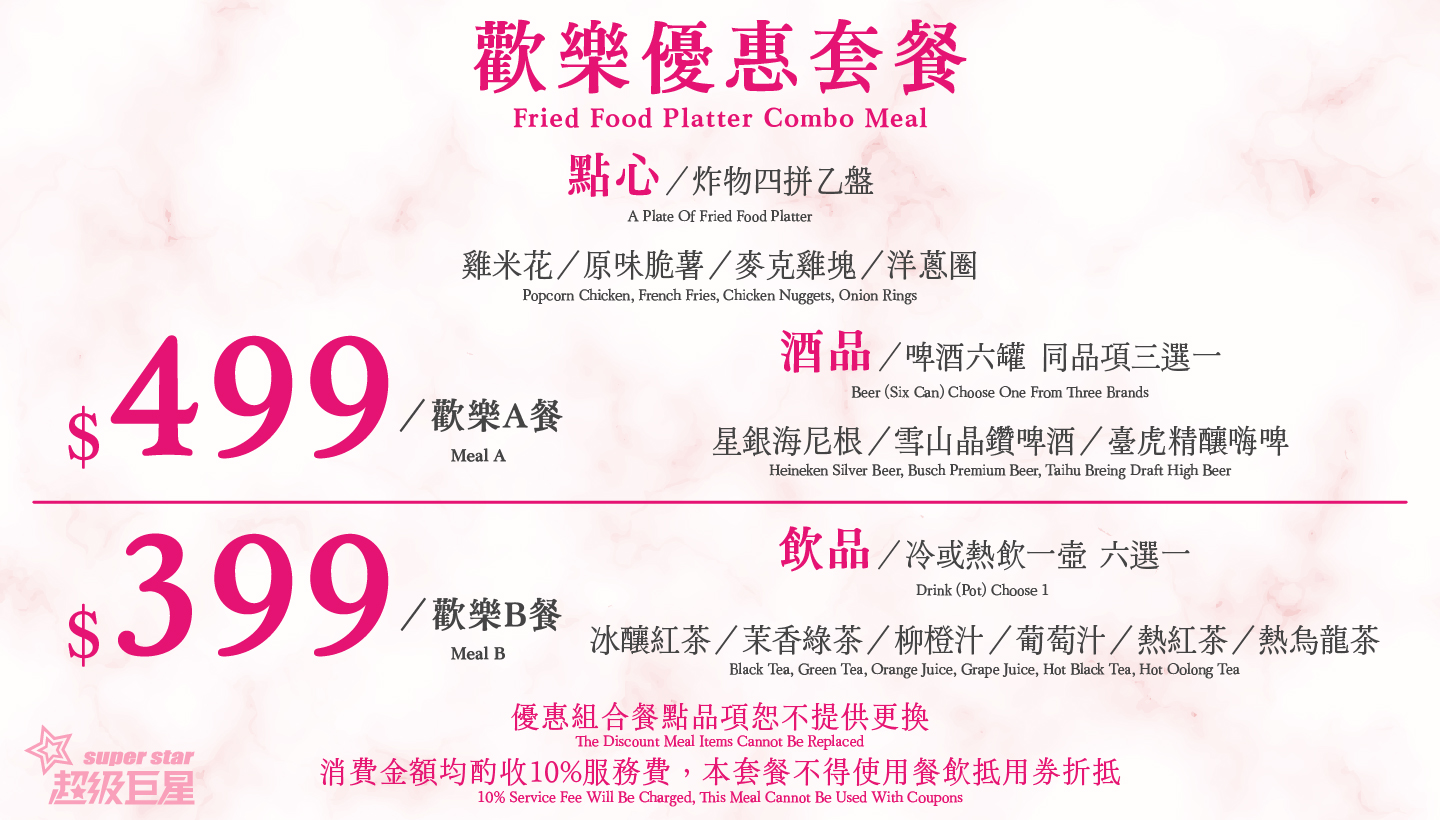 歡樂優惠套餐
Fried Food Platter Combo Meal
點心／炸物四拼乙盤
A Plate Of Fried Food Platter
雞米花／原味脆薯／麥克雞塊／洋蔥圈
Popcorn Chicken, French Fries, Chicken Nuggets, Onion Rings
$499／歡樂A餐
Meal A
酒品／啤酒六罐 同品項三選一
Beer (Six Can) Choose One From Three Brands
星銀海尼根／雪山晶鑽啤酒／臺虎精釀嗨啤
Heineken Silver Beer, Busch Premium Beer, Taihu Breing Draft High Beer
$399／歡樂B餐
Meal B
飲品／冷或熱飲一壺 六選一
Drink (Pot) Choose 1
冰釀紅茶／茉香綠茶／柳橙汁／葡萄汁／熱紅茶／熱烏龍茶
Black Tea, Green Tea, Orange Juice, Grape Juice, Hot Black Tea, Hot Oolong Tea
優惠組合餐點品項恕不提供更換
The Discount Meal Items Cannot Be Replaced
消費金額均酌收10%服務費，本套餐不得使用餐飲抵用券折抵
10% Service Fee Will Be Charged, This Meal Cannot Be Used With Coupons
super star
超級巨星